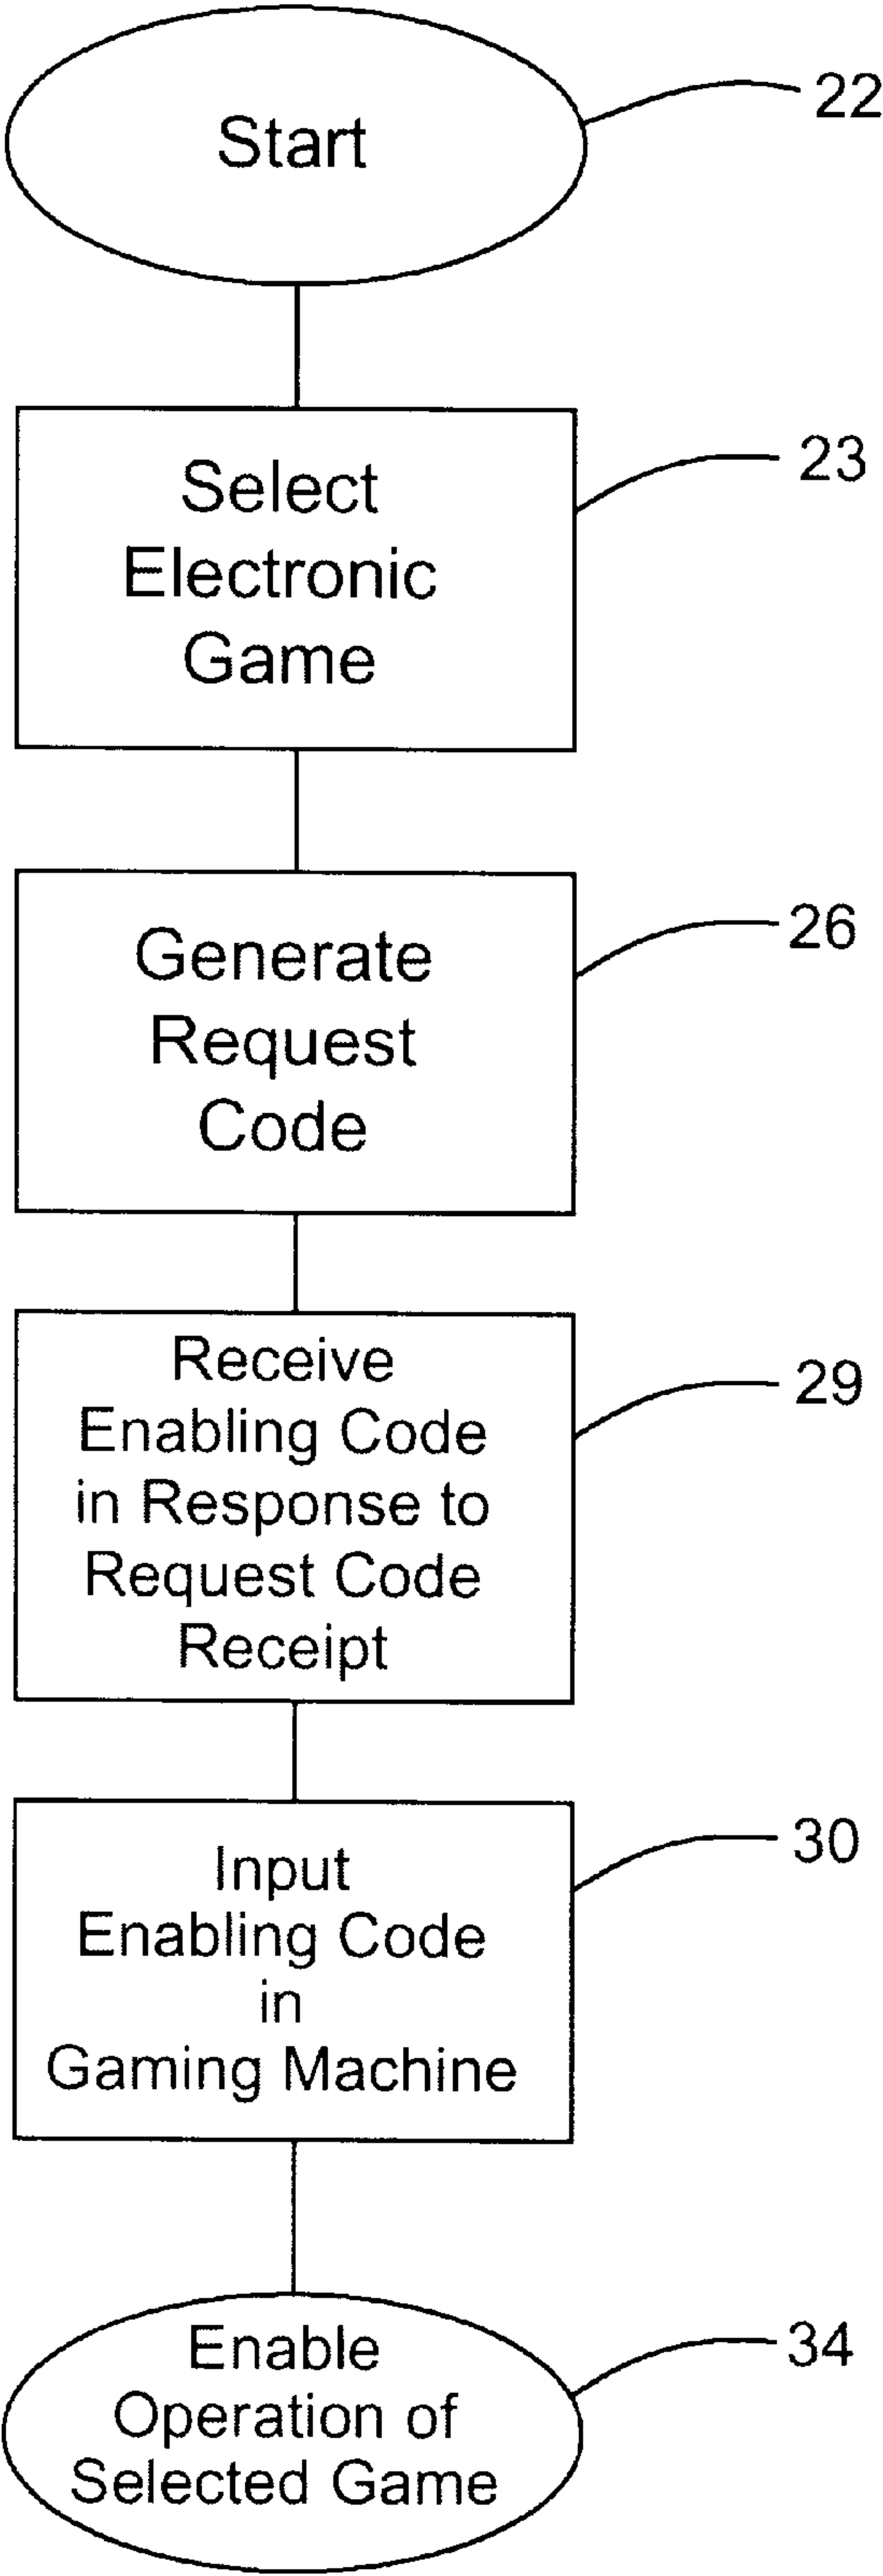 Start
22
Select
Electronic
Game
23
Generate
Request
Code
26
Receive
Enabling Code
in Response to
Request Code
Receipt
29
Input
Enabling Code
in
Gaming Machine
30
Enable
Operation of
Selected Game
34